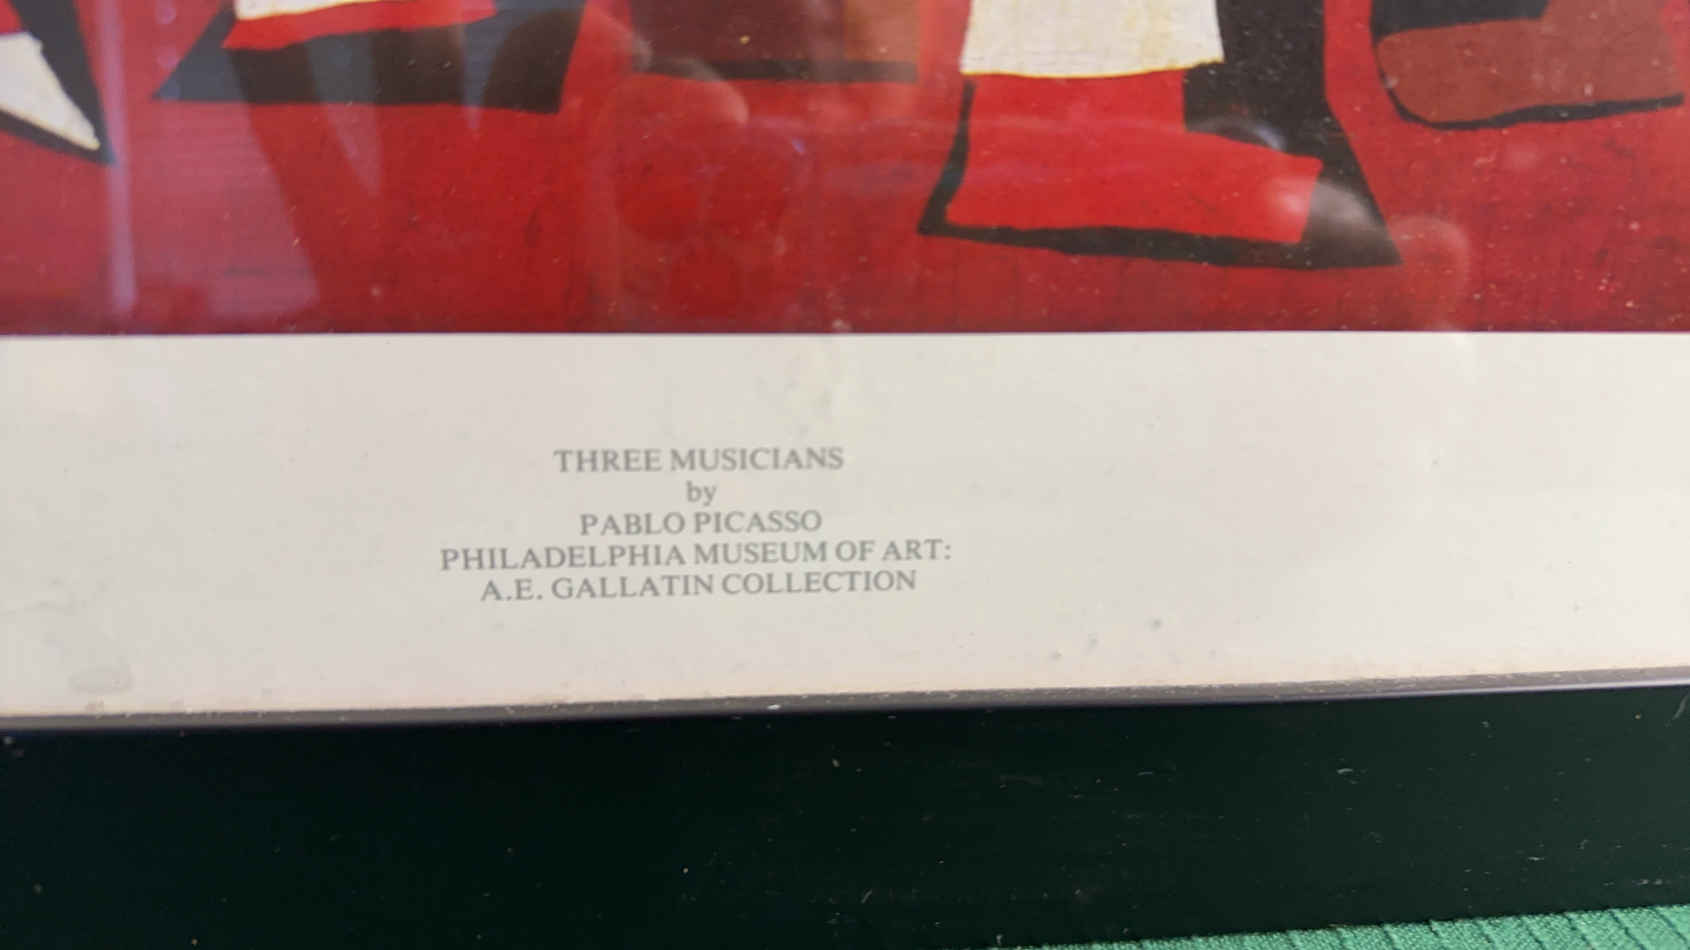 THREE MUSICIANS
by
PABLO PICASSO
PHILADELPHIA MUSEUM OF ART:
A.E. GALLATIN COLLECTION